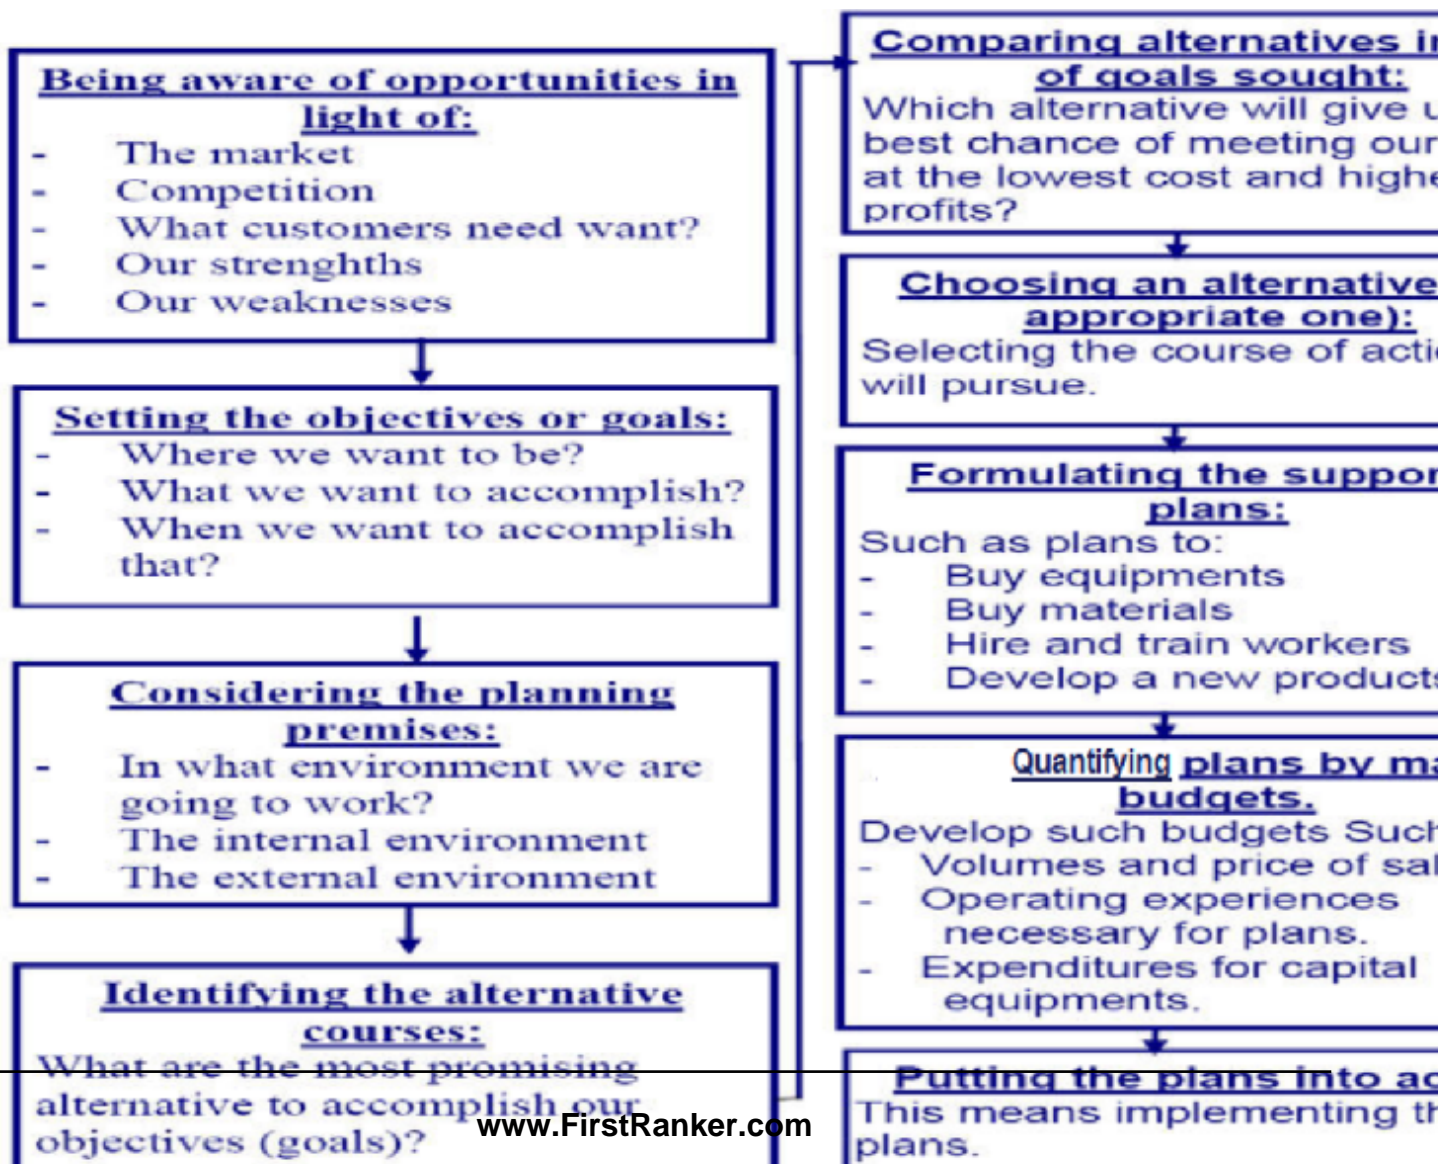 Being aware of opportunities in
light of:
- The market
- Competition
- What customers need want?
- Our strenghths
- Our weaknesses
Setting the objectives or goals:
- Where we want to be?
- What we want to accomplish?
- When we want to accomplish
that?
Considering the planning
premises:
- In what environment we are
going to work?
- The internal environment
- The external environment
Identifying the alternative
courses:
What are the most promising
alternative to accomplish our
objectives (goals)?
Comparing alternatives
of goals sought:
Which alternative will give
best chance of meeting our
at the lowest cost and
profits?
Choosing an alternative
appropriate one):
Selecting the course of
will pursue.
Formulating the
plans:
Such as plans to:
- Buy equipments
- Buy materials
- Hire and train workers
- Develop a new products
Quantifying plans by
budgets.
Develop such budgets Such
- Volumes and price of
- Operating experiences
necessary for plans.
- Expenditures for capital
equipments.
Putting the plans into
This means implementing
plans.
www.FirstRanker.com